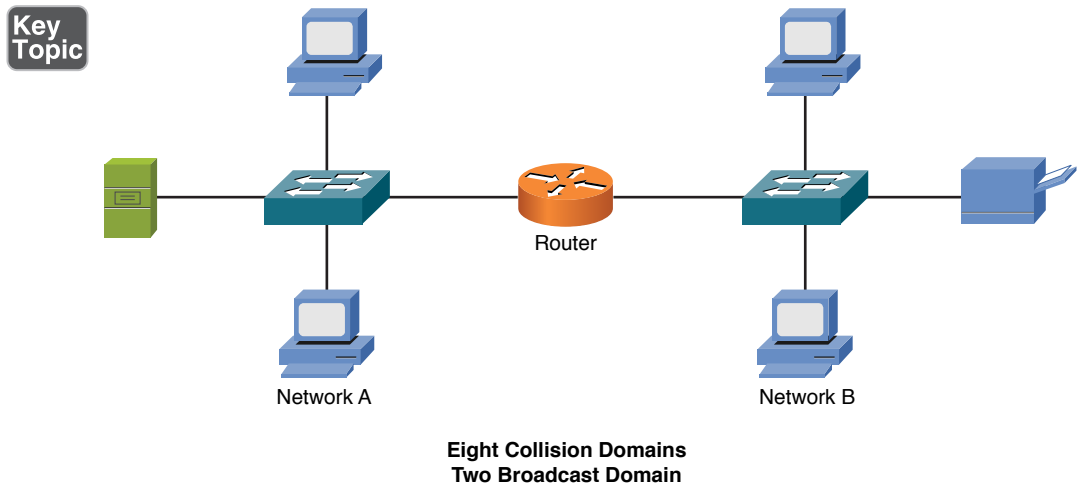 Key
Topic
Router
Network A
Network B
Eight Collision Domains
Two Broadcast Domain